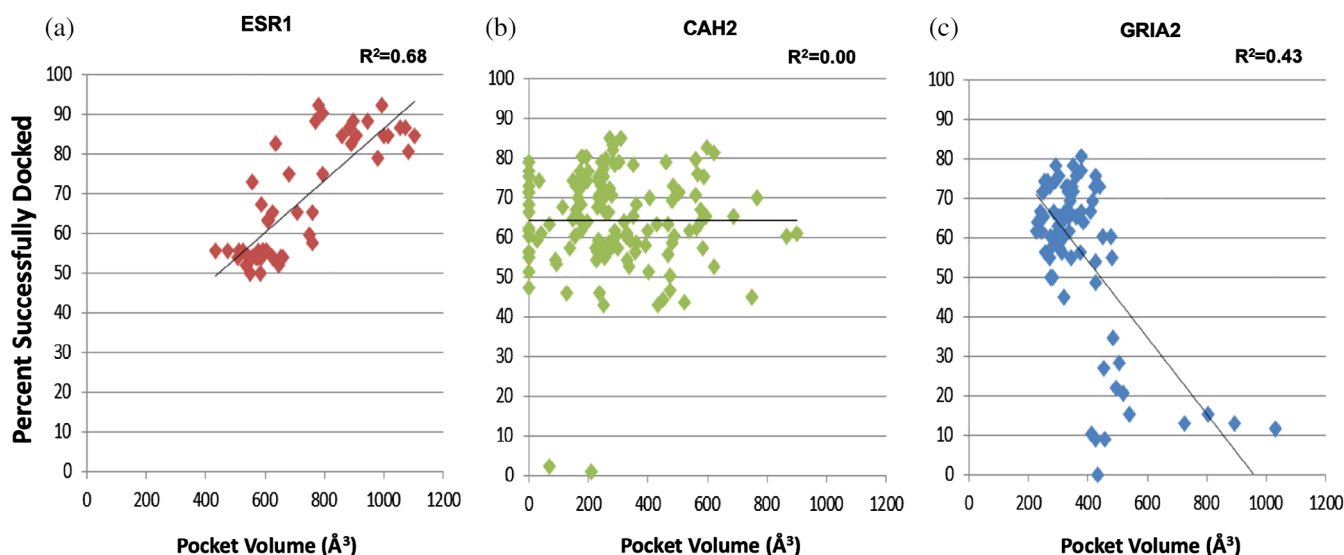 (a)
ESR1
R²=0.68
(b)
CAH2
R²=0.00
(c)
GRIA2
R²=0.43
Percent Successfully Docked
100
90
80
70
60
50
40
30
20
10
0
0 200 400 600 800 1000 1200
Pocket Volume (Å³)
100
90
80
70
60
50
40
30
20
10
0
0 200 400 600 800 1000 1200
Pocket Volume (Å³)
100
90
80
70
60
50
40
30
20
10
0
0 200 400 600 800 1000 1200
Pocket Volume (Å³)